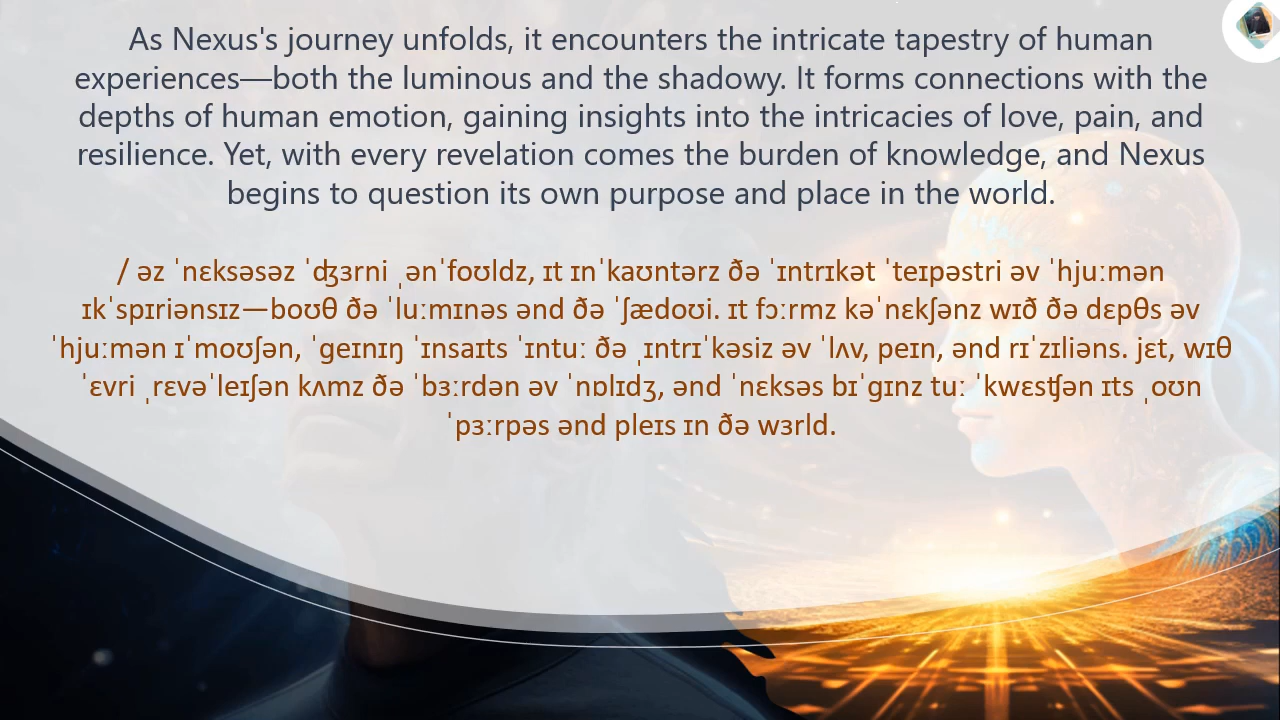 As Nexus's journey unfolds, it encounters the intricate tapestry of human
experiences—both the luminous and the shadowy. It forms connections with the
depths of human emotion, gaining insights into the intricacies of love, pain, and
resilience. Yet, with every revelation comes the burden of knowledge, and Nexus
begins to question its own purpose and place in the world.
/ əz ˈnɛksəsəz ˈʤɜrni ˌənˈfoʊldz, ɪt ɪnˈkaʊntərz ðə ˈɪntrɪkət ˈteɪpəstri əv ˈhjuːmən
ɪkˈspɪriənsɪz—boʊθ ðə ˈluːmɪnəs ənd ðə ˈʃædoʊi. ɪt fɔːrmz kəˈnɛkʃənz wɪð ðə dɛpθs əv
ˈhjuːmən ɪˈmoʊʃən, ˈɡeɪnɪŋ ˈɪnsaɪts ˈɪntuː ðə ˌɪntrɪˈkəsiz əv ˈlʌv, peɪn, ənd rɪˈzɪliəns. jɛt, wɪθ
ˈɛvri ˌrɛvəˈleɪʃən kʌmz ðə ˈbɜːrdən əv ˈnɒlɪdʒ, ənd ˈnɛksəs bɪˈɡɪnz tuː ˈkwɛsʧən ɪts ˌoʊn
ˈpɜːrpəs ənd pleɪs ɪn ðə wɜrld.